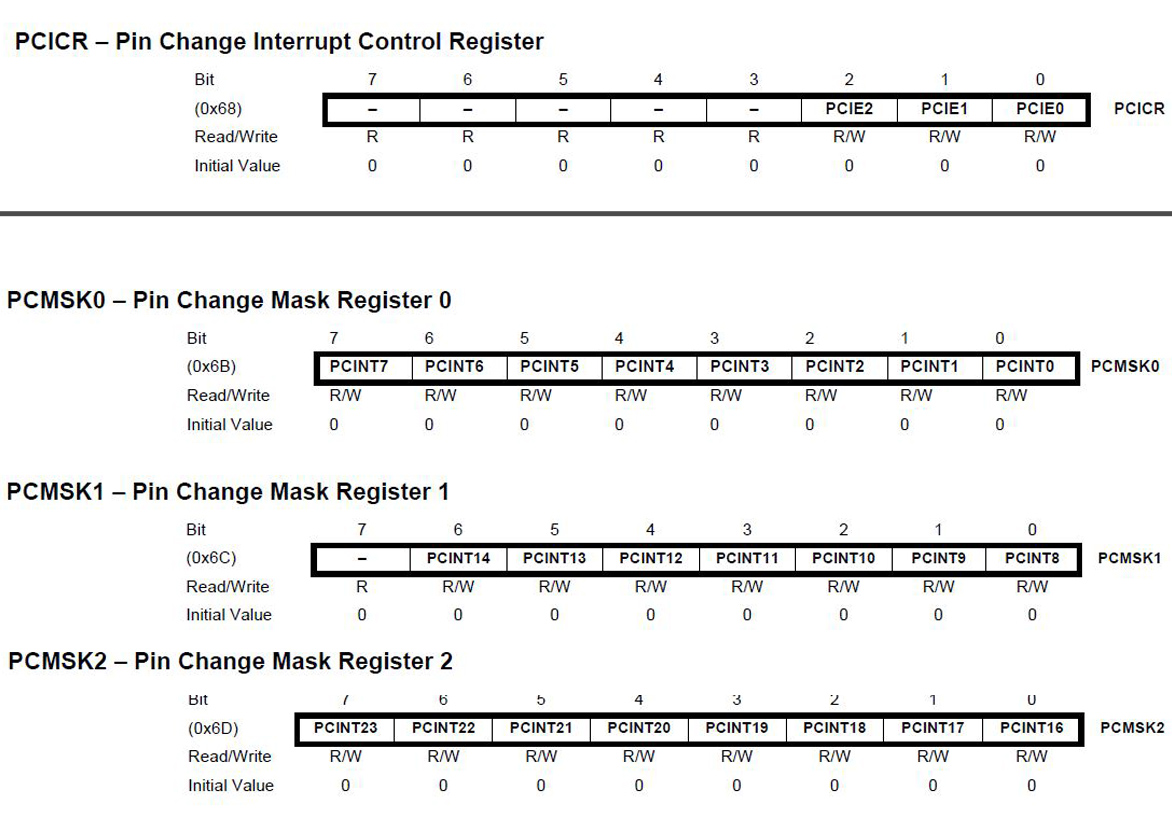 PCICR – Pin Change Interrupt Control Register
Bit 7 6 5 4 3 2 1 0
(0x68) – – – – – PCIE2 PCIE1 PCIE0 PCICR
Read/Write R R R R R R/W R/W R/W
Initial Value 0 0 0 0 0 0 0 0
PCMSK0 – Pin Change Mask Register 0
Bit 7 6 5 4 3 2 1 0
(0x6B) PCINT7 PCINT6 PCINT5 PCINT4 PCINT3 PCINT2 PCINT1 PCINT0 PCMSK0
Read/Write R/W R/W R/W R/W R/W R/W R/W R/W
Initial Value 0 0 0 0 0 0 0 0
PCMSK1 – Pin Change Mask Register 1
Bit 7 6 5 4 3 2 1 0
(0x6C) – PCINT14 PCINT13 PCINT12 PCINT11 PCINT10 PCINT9 PCINT8 PCMSK1
Read/Write R R/W R/W R/W R/W R/W R/W R/W
Initial Value 0 0 0 0 0 0 0 0
PCMSK2 – Pin Change Mask Register 2
Bit 7 6 5 4 3 2 1 0
(0x6D) PCINT23 PCINT22 PCINT21 PCINT20 PCINT19 PCINT18 PCINT17 PCINT16 PCMSK2
Read/Write R/W R/W R/W R/W R/W R/W R/W R/W
Initial Value 0 0 0 0 0 0 0 0